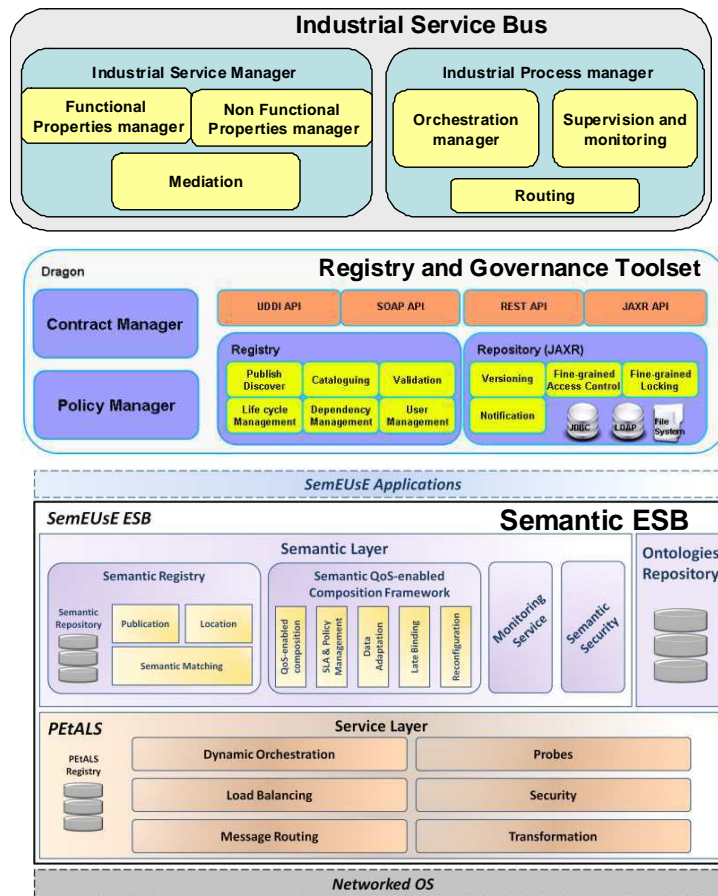 Industrial Service Bus
Industrial Service Manager
Functional
Properties manager
Non Functional
Properties manager
Mediation
Industrial Process manager
Orchestration
manager
Supervision and
monitoring
Routing
Dragon
Registry and Governance Toolset
Contract Manager
Policy Manager
UDDI API
SOAP API
REST API
JAXR API
Registry
Publish
Discover
Cataloguing
Validation
Life cycle
Management
Dependency
Management
User
Management
Repository (JAXR)
Versioning
Fine-grained
Access Control
Fine-grained
Locking
Notification
JDBC
LDAP
File
System
SemEUsE Applications
SemEUsE ESB
Semantic ESB
Semantic Layer
Semantic Registry
Semantic
Repository
Publication
Location
Semantic Matching
Semantic QoS-enabled
Composition Framework
QoS-enabled
composition
SLA & Policy
Management
Data
Adaptation
Late Binding
Reconfiguration
Monitoring
Service
Semantic
Security
Ontologies
Repository
PEtALS
Service Layer
PEtALS
Registry
Dynamic Orchestration
Probes
Load Balancing
Security
Message Routing
Transformation
Networked OS